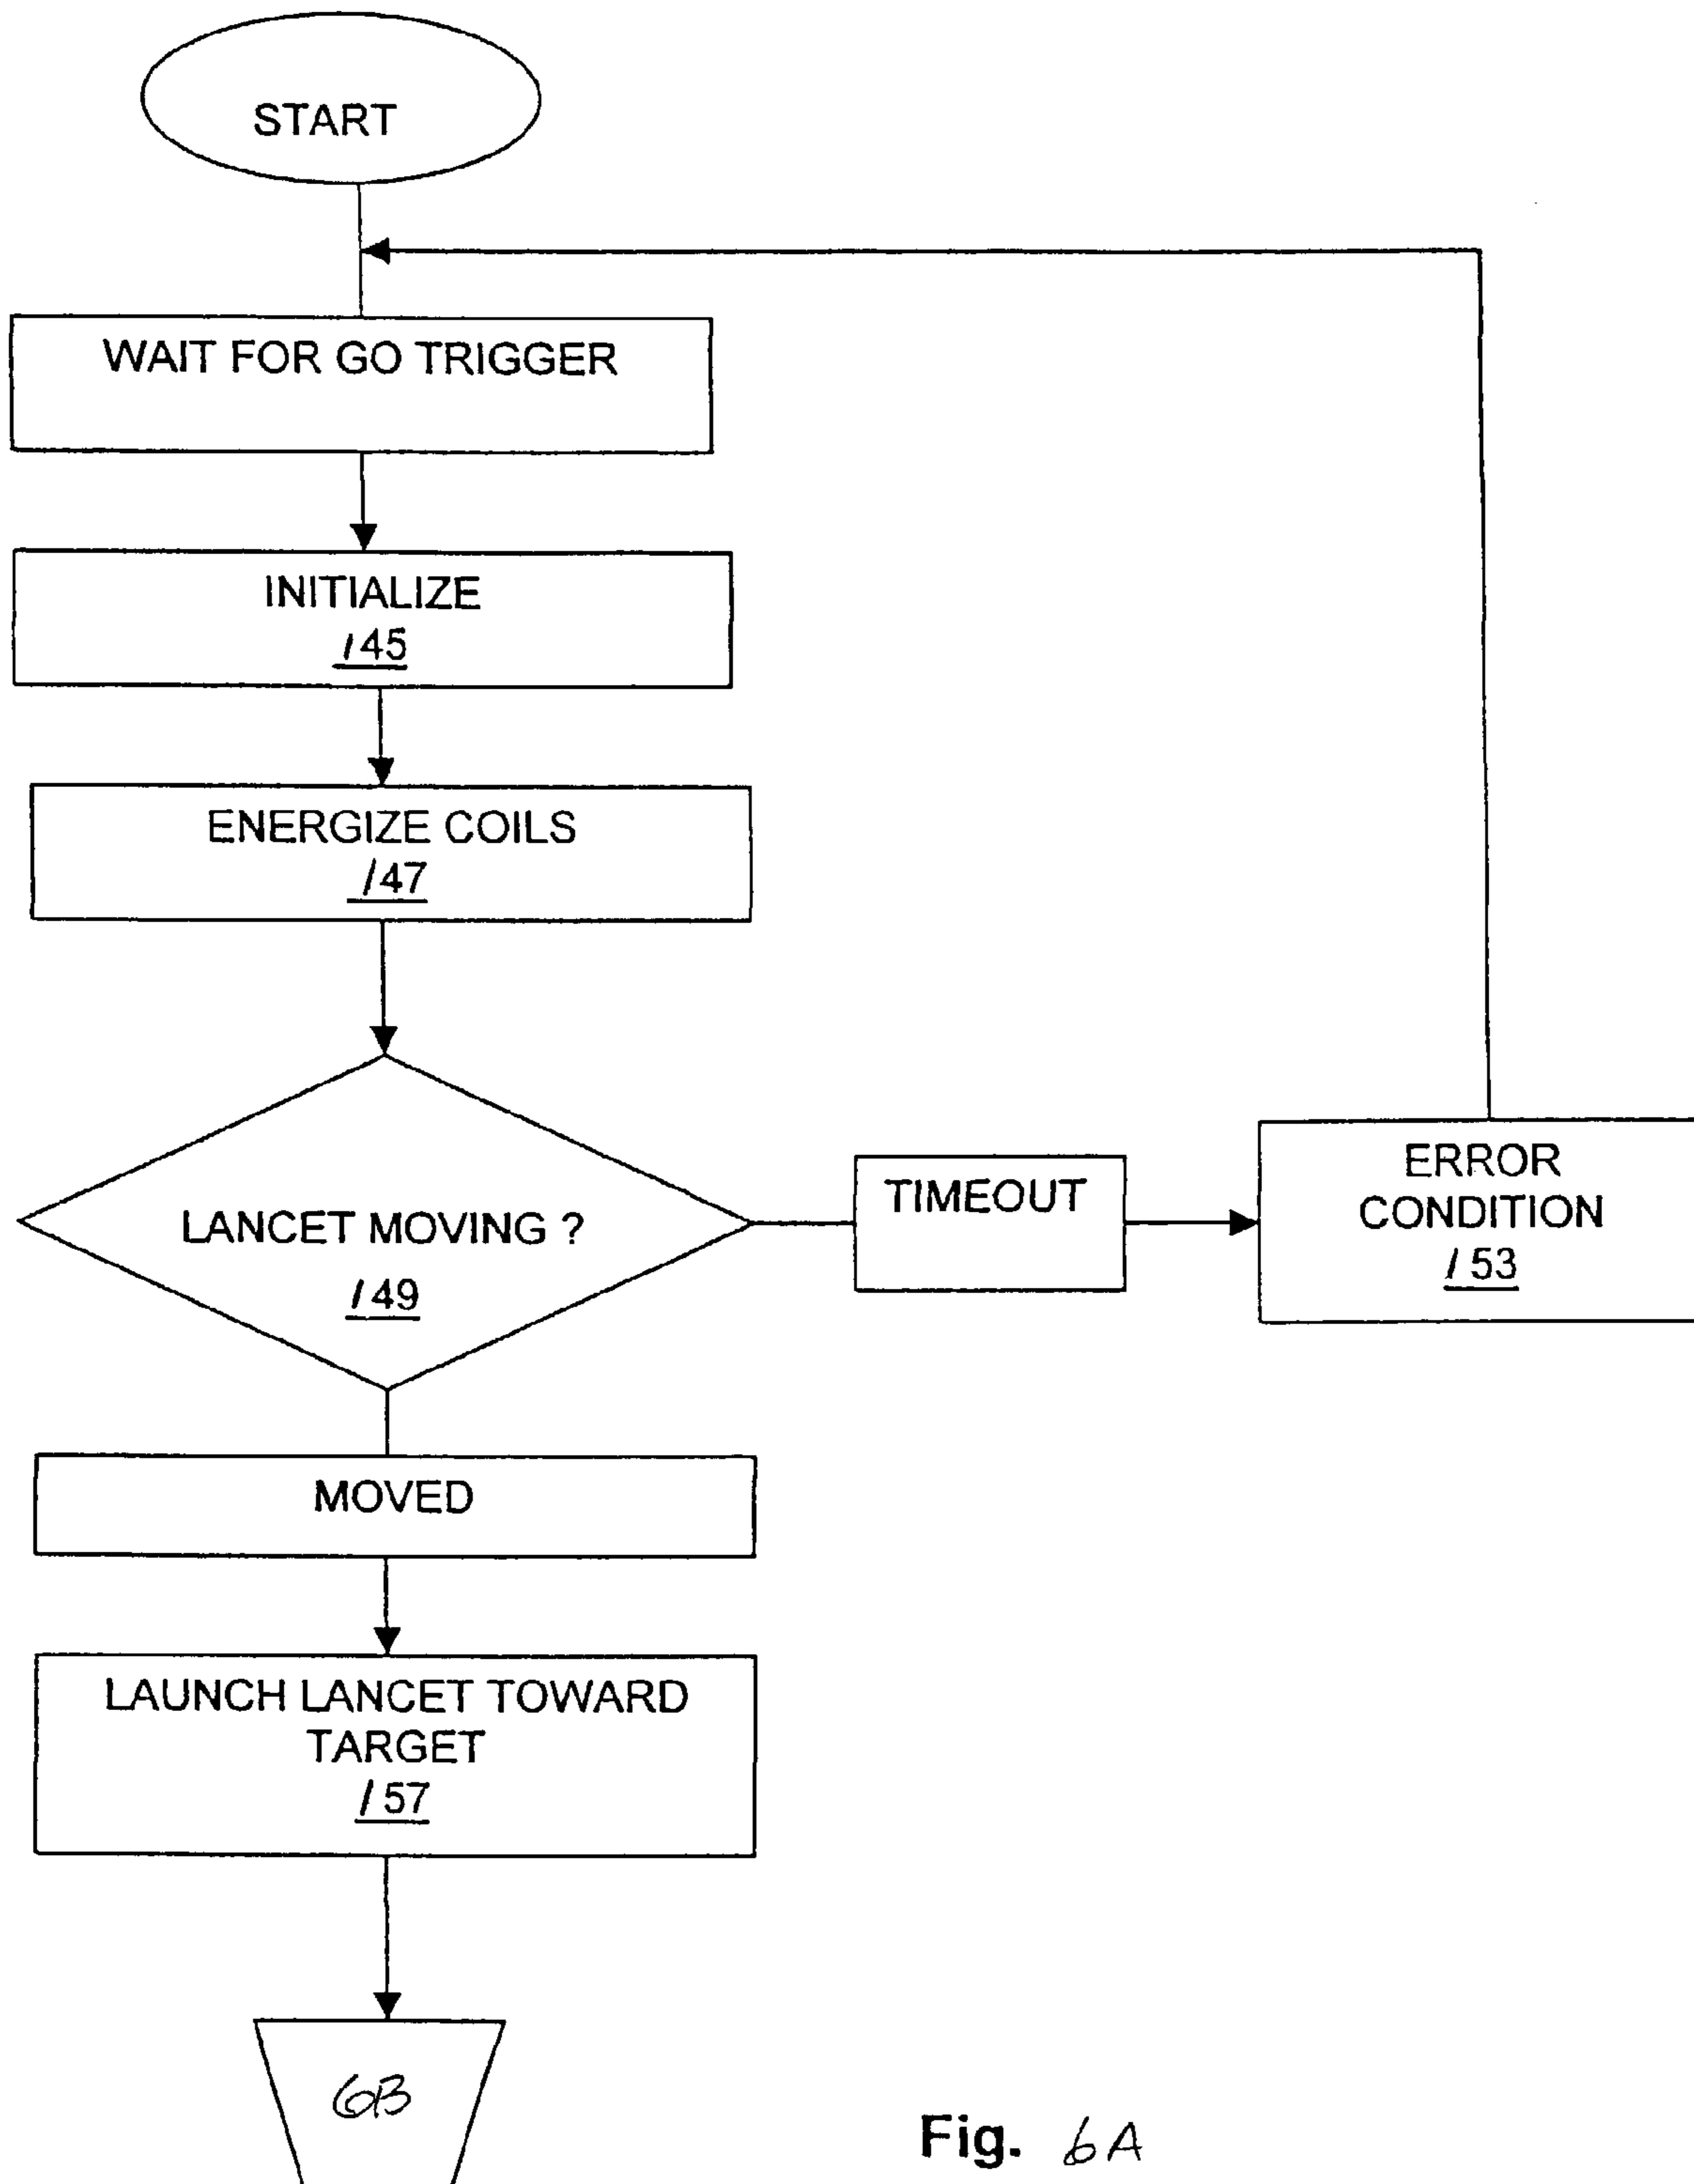 START
WAIT FOR GO TRIGGER
INITIALIZE
145
ENERGIZE COILS
147
LANCET MOVING ?
149
TIMEOUT
ERROR
CONDITION
153
MOVED
LAUNCH LANCET TOWARD
TARGET
157
6B
Fig. 6A